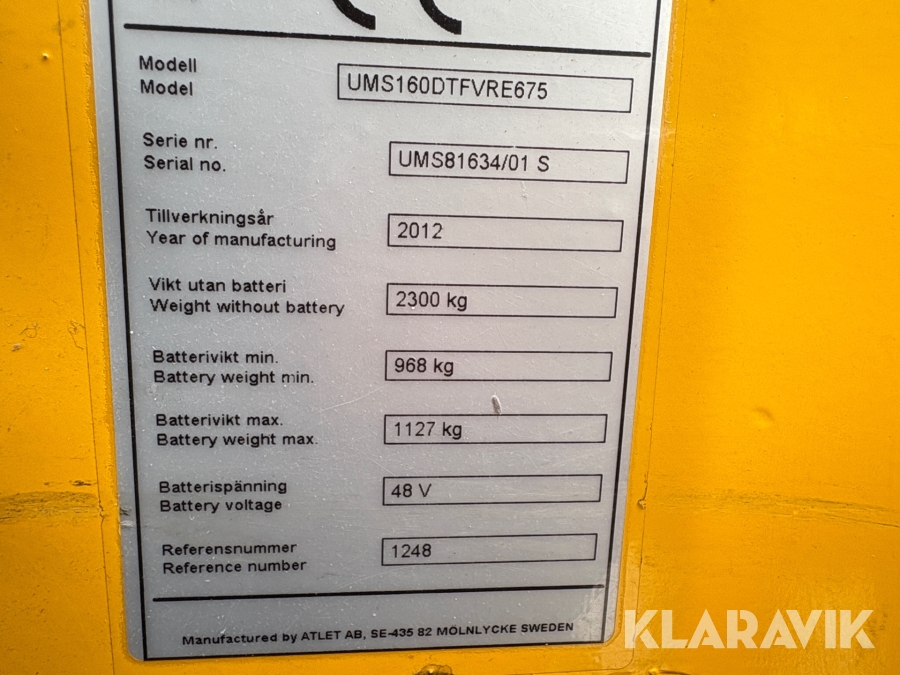 Modell
Model
UMS160DTFVRE675
Serie nr.
Serial no.
UMS81634/01 S
Tillverkningsår
Year of manufacturing
2012
Vikt utan batteri
Weight without battery
2300 kg
Batterivikt min.
Battery weight min.
968 kg
Batterivikt max.
Battery weight max.
1127 kg
Batterispänning
Battery voltage
48 V
Referensnummer
Reference number
1248
Manufactured by ATLET AB, SE-435 82 MÖLNLYCKE SWEDEN
KLARAVIK